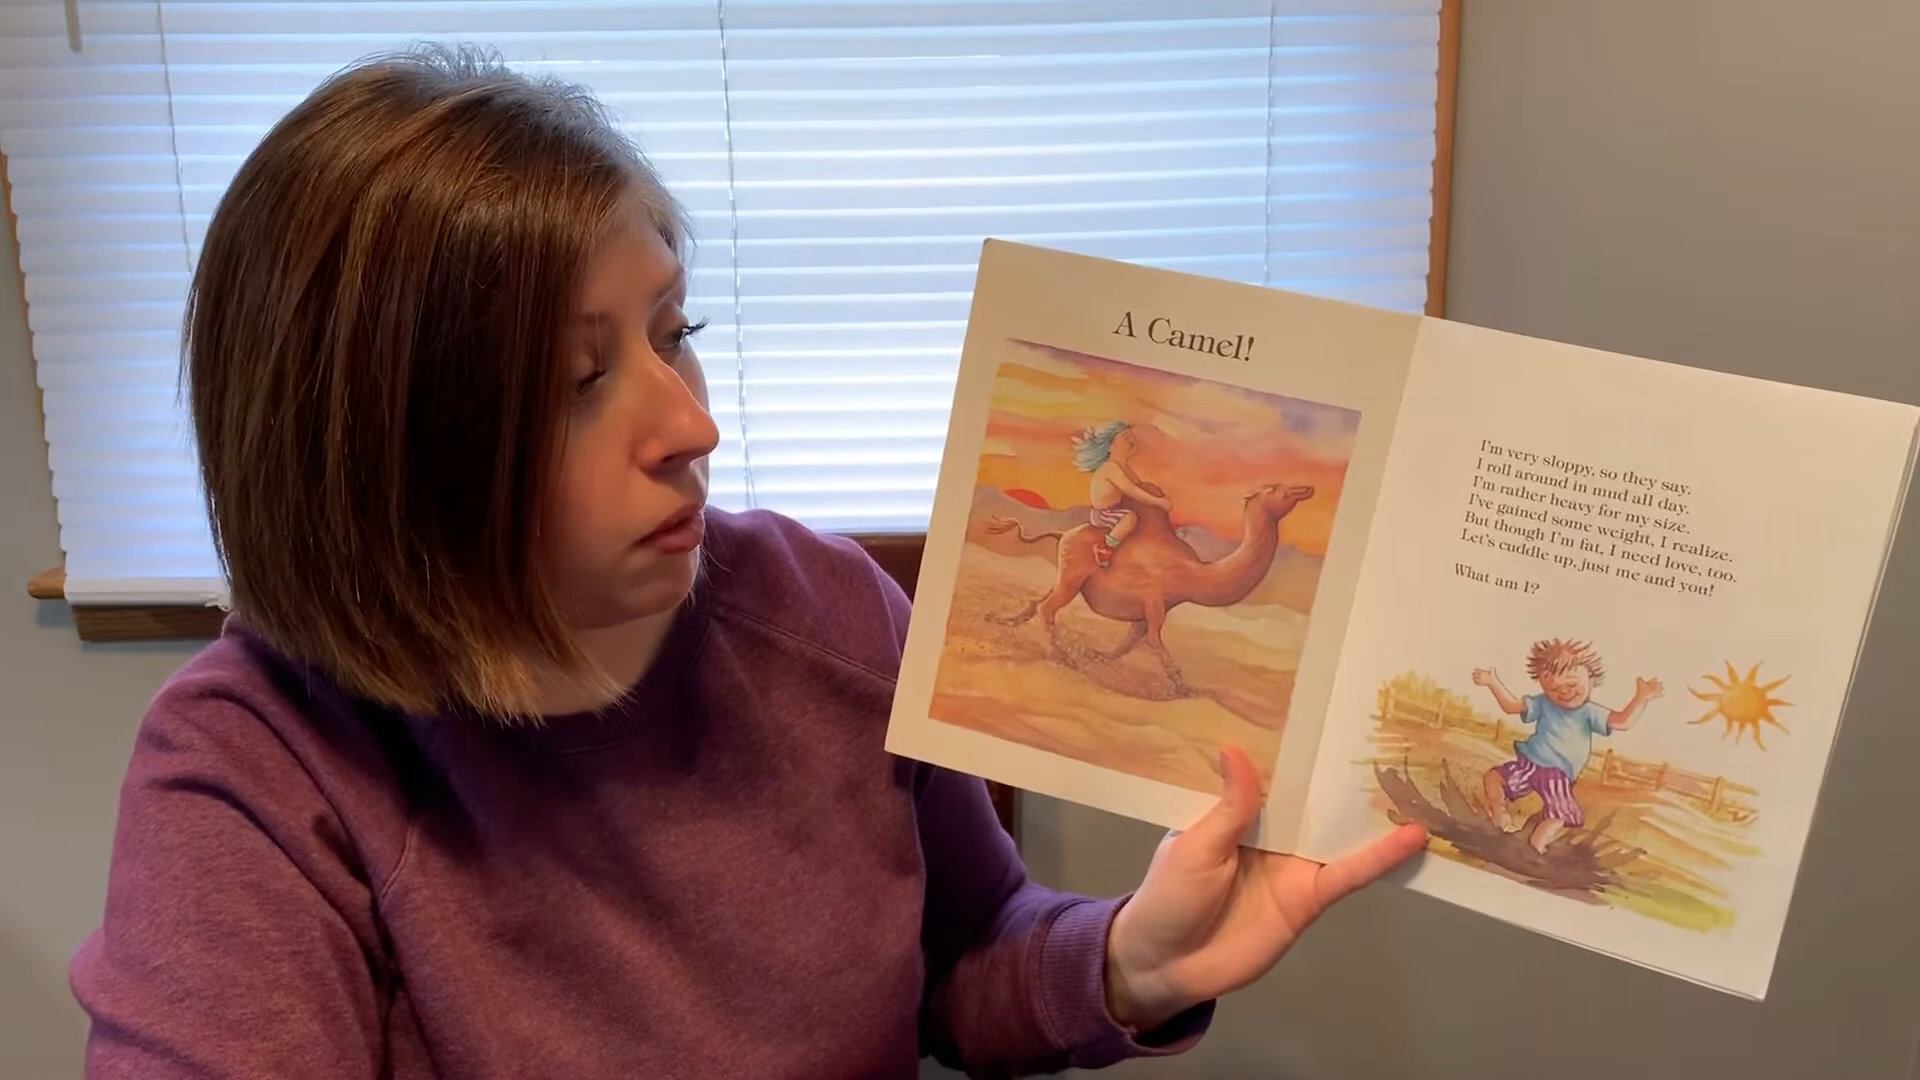 A Camel!
I'm very sloppy, so they say.
I roll around in mud all day.
I'm rather heavy for my size.
I've gained some weight, I realize.
But though I'm fat, I need love, too.
Let's cuddle up, just me and you!
What am I?